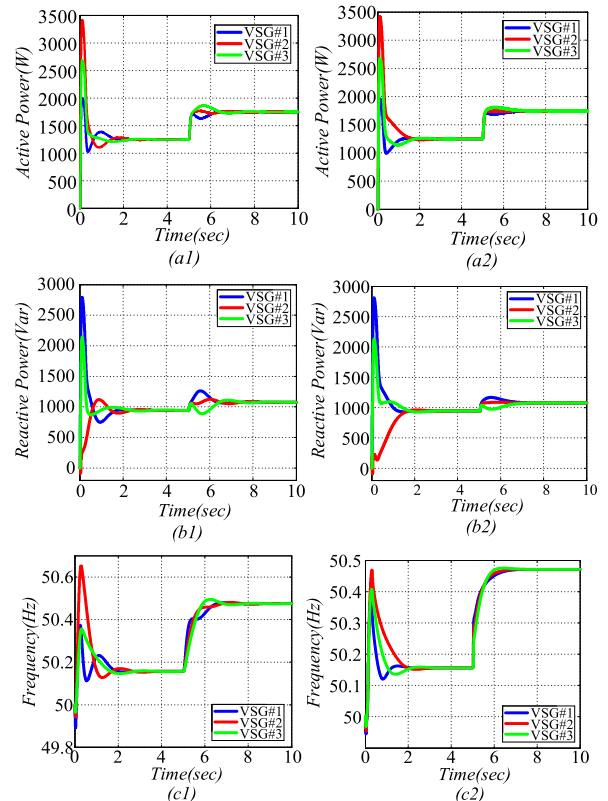 3500
3000
2500
2000
1500
1000
500
0
Active Power(W)
VSG#1
VSG#2
VSG#3
0 2 4 6 8 10
Time(sec)
(a1)
3500
3000
2500
2000
1500
1000
500
0
Active Power(W)
VSG#1
VSG#2
VSG#3
0 2 4 6 8 10
Time(sec)
(a2)
3000
2500
2000
1500
1000
500
0
Reactive Power(Var)
VSG#1
VSG#2
VSG#3
0 2 4 6 8 10
Time(sec)
(b1)
3000
2500
2000
1500
1000
500
0
Reactive Power(Var)
VSG#1
VSG#2
VSG#3
0 2 4 6 8 10
Time(sec)
(b2)
50.6
50.4
50.2
50
49.8
Frequency(Hz)
VSG#1
VSG#2
VSG#3
0 2 4 6 8 10
Time(sec)
(c1)
50.5
50.4
50.3
50.2
50.1
50
Frequency(Hz)
VSG#1
VSG#2
VSG#3
0 2 4 6 8 10
Time(sec)
(c2)